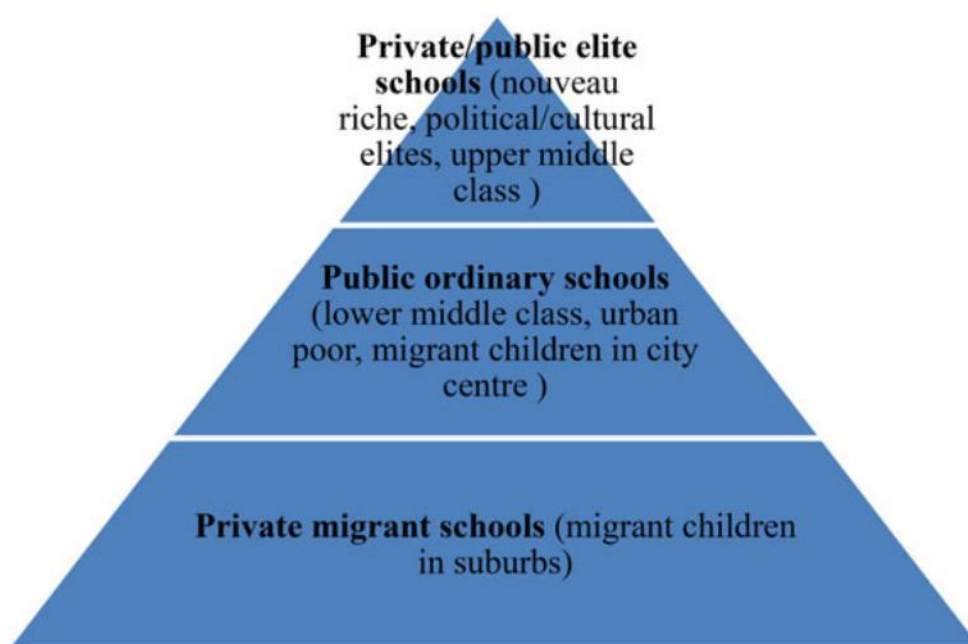 Private/public elite
schools (nouveau
riche, political/cultural
elites, upper middle
class )
Public ordinary schools
(lower middle class, urban
poor, migrant children in city
centre )
Private migrant schools (migrant children
in suburbs)